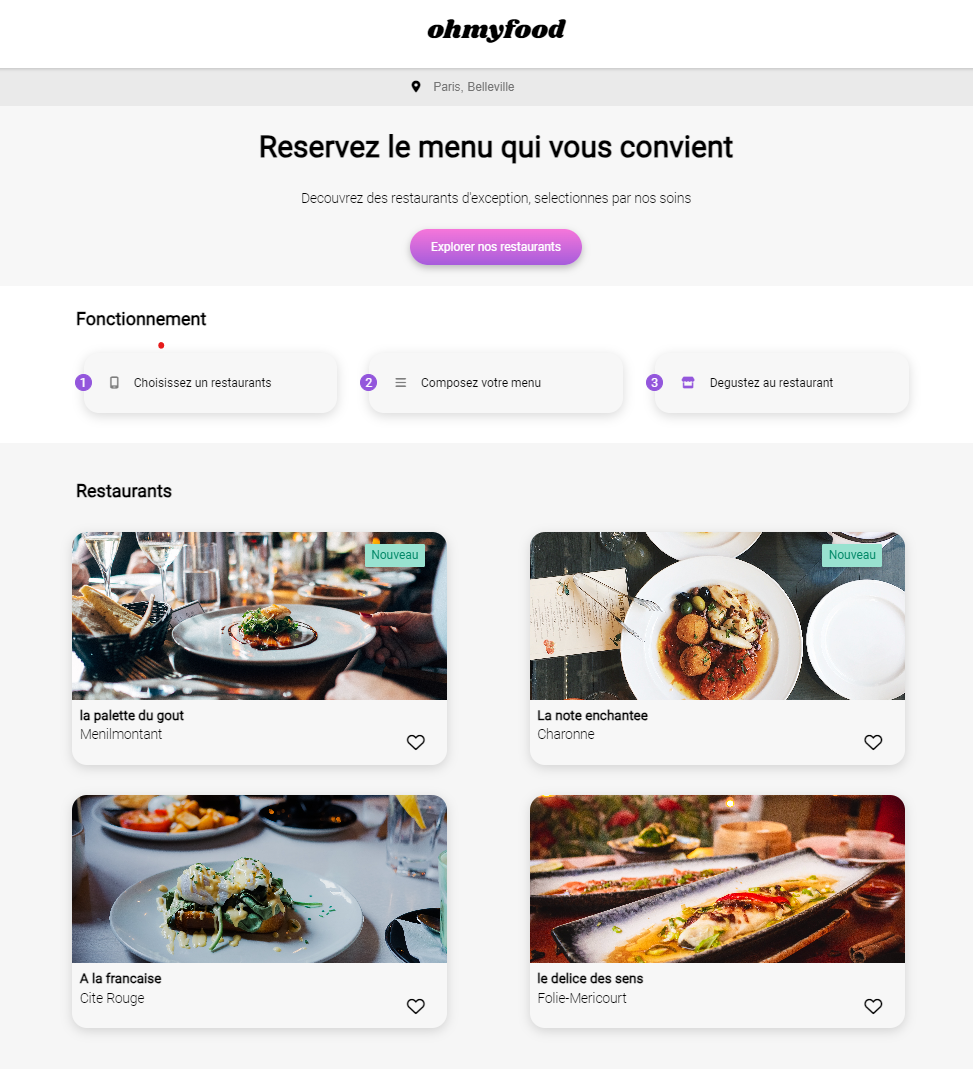 ohmyfood
Paris, Belleville
Reservez le menu qui vous convient
Decouvrez des restaurants d'exception, selectionnes par nos soins
Explorer nos restaurants
Fonctionnement
1 Choisissez un restaurants
2 Composez votre menu
3 Degustez au restaurant
Restaurants
Nouveau
la palette du gout
Menilmontant
Nouveau
La note enchantee
Charonne
A la francaise
Cite Rouge
le delice des sens
Folie-Mericourt